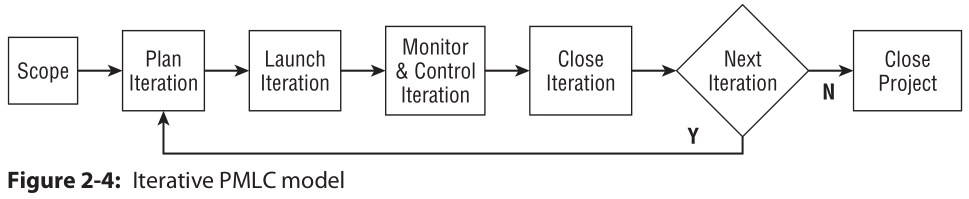 Scope
Plan
Iteration
Launch
Iteration
Monitor
& Control
Iteration
Close
Iteration
Next
Iteration
N
Close
Project
Y
Figure 2-4: Iterative PMLC model